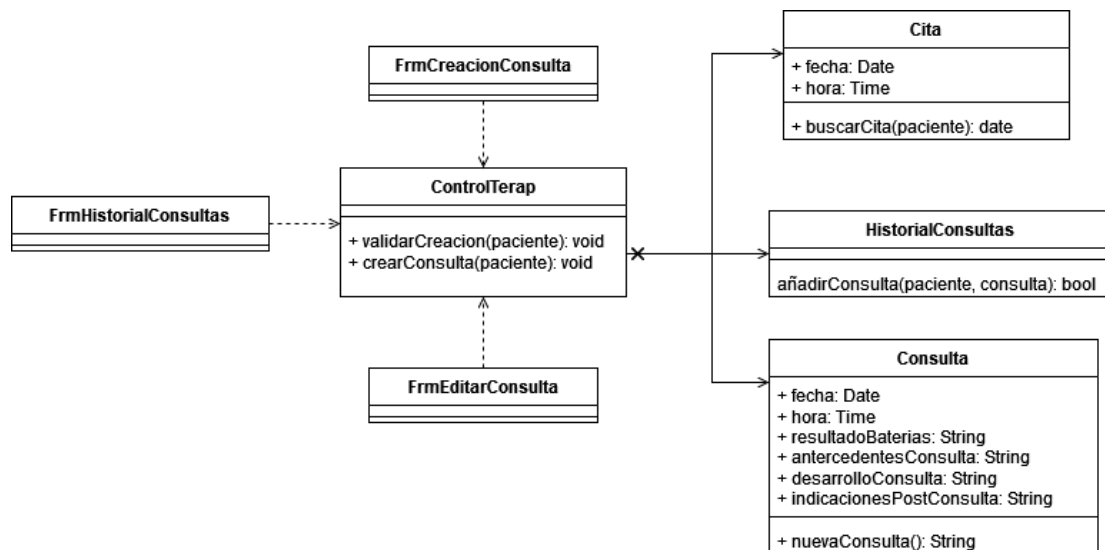 FrmCreacionConsulta
FrmHistorialConsultas
ControlTerap
+ validarCreacion(paciente): void
+ crearConsulta(paciente): void
FrmEditarConsulta
Cita
+ fecha: Date
+ hora: Time
+ buscarCita(paciente): date
HistorialConsultas
añadirConsulta(paciente, consulta): bool
Consulta
+ fecha: Date
+ hora: Time
+ resultadoBaterias: String
+ antercedentesConsulta: String
+ desarrolloConsulta: String
+ indicacionesPostConsulta: String
+ nuevaConsulta(): String